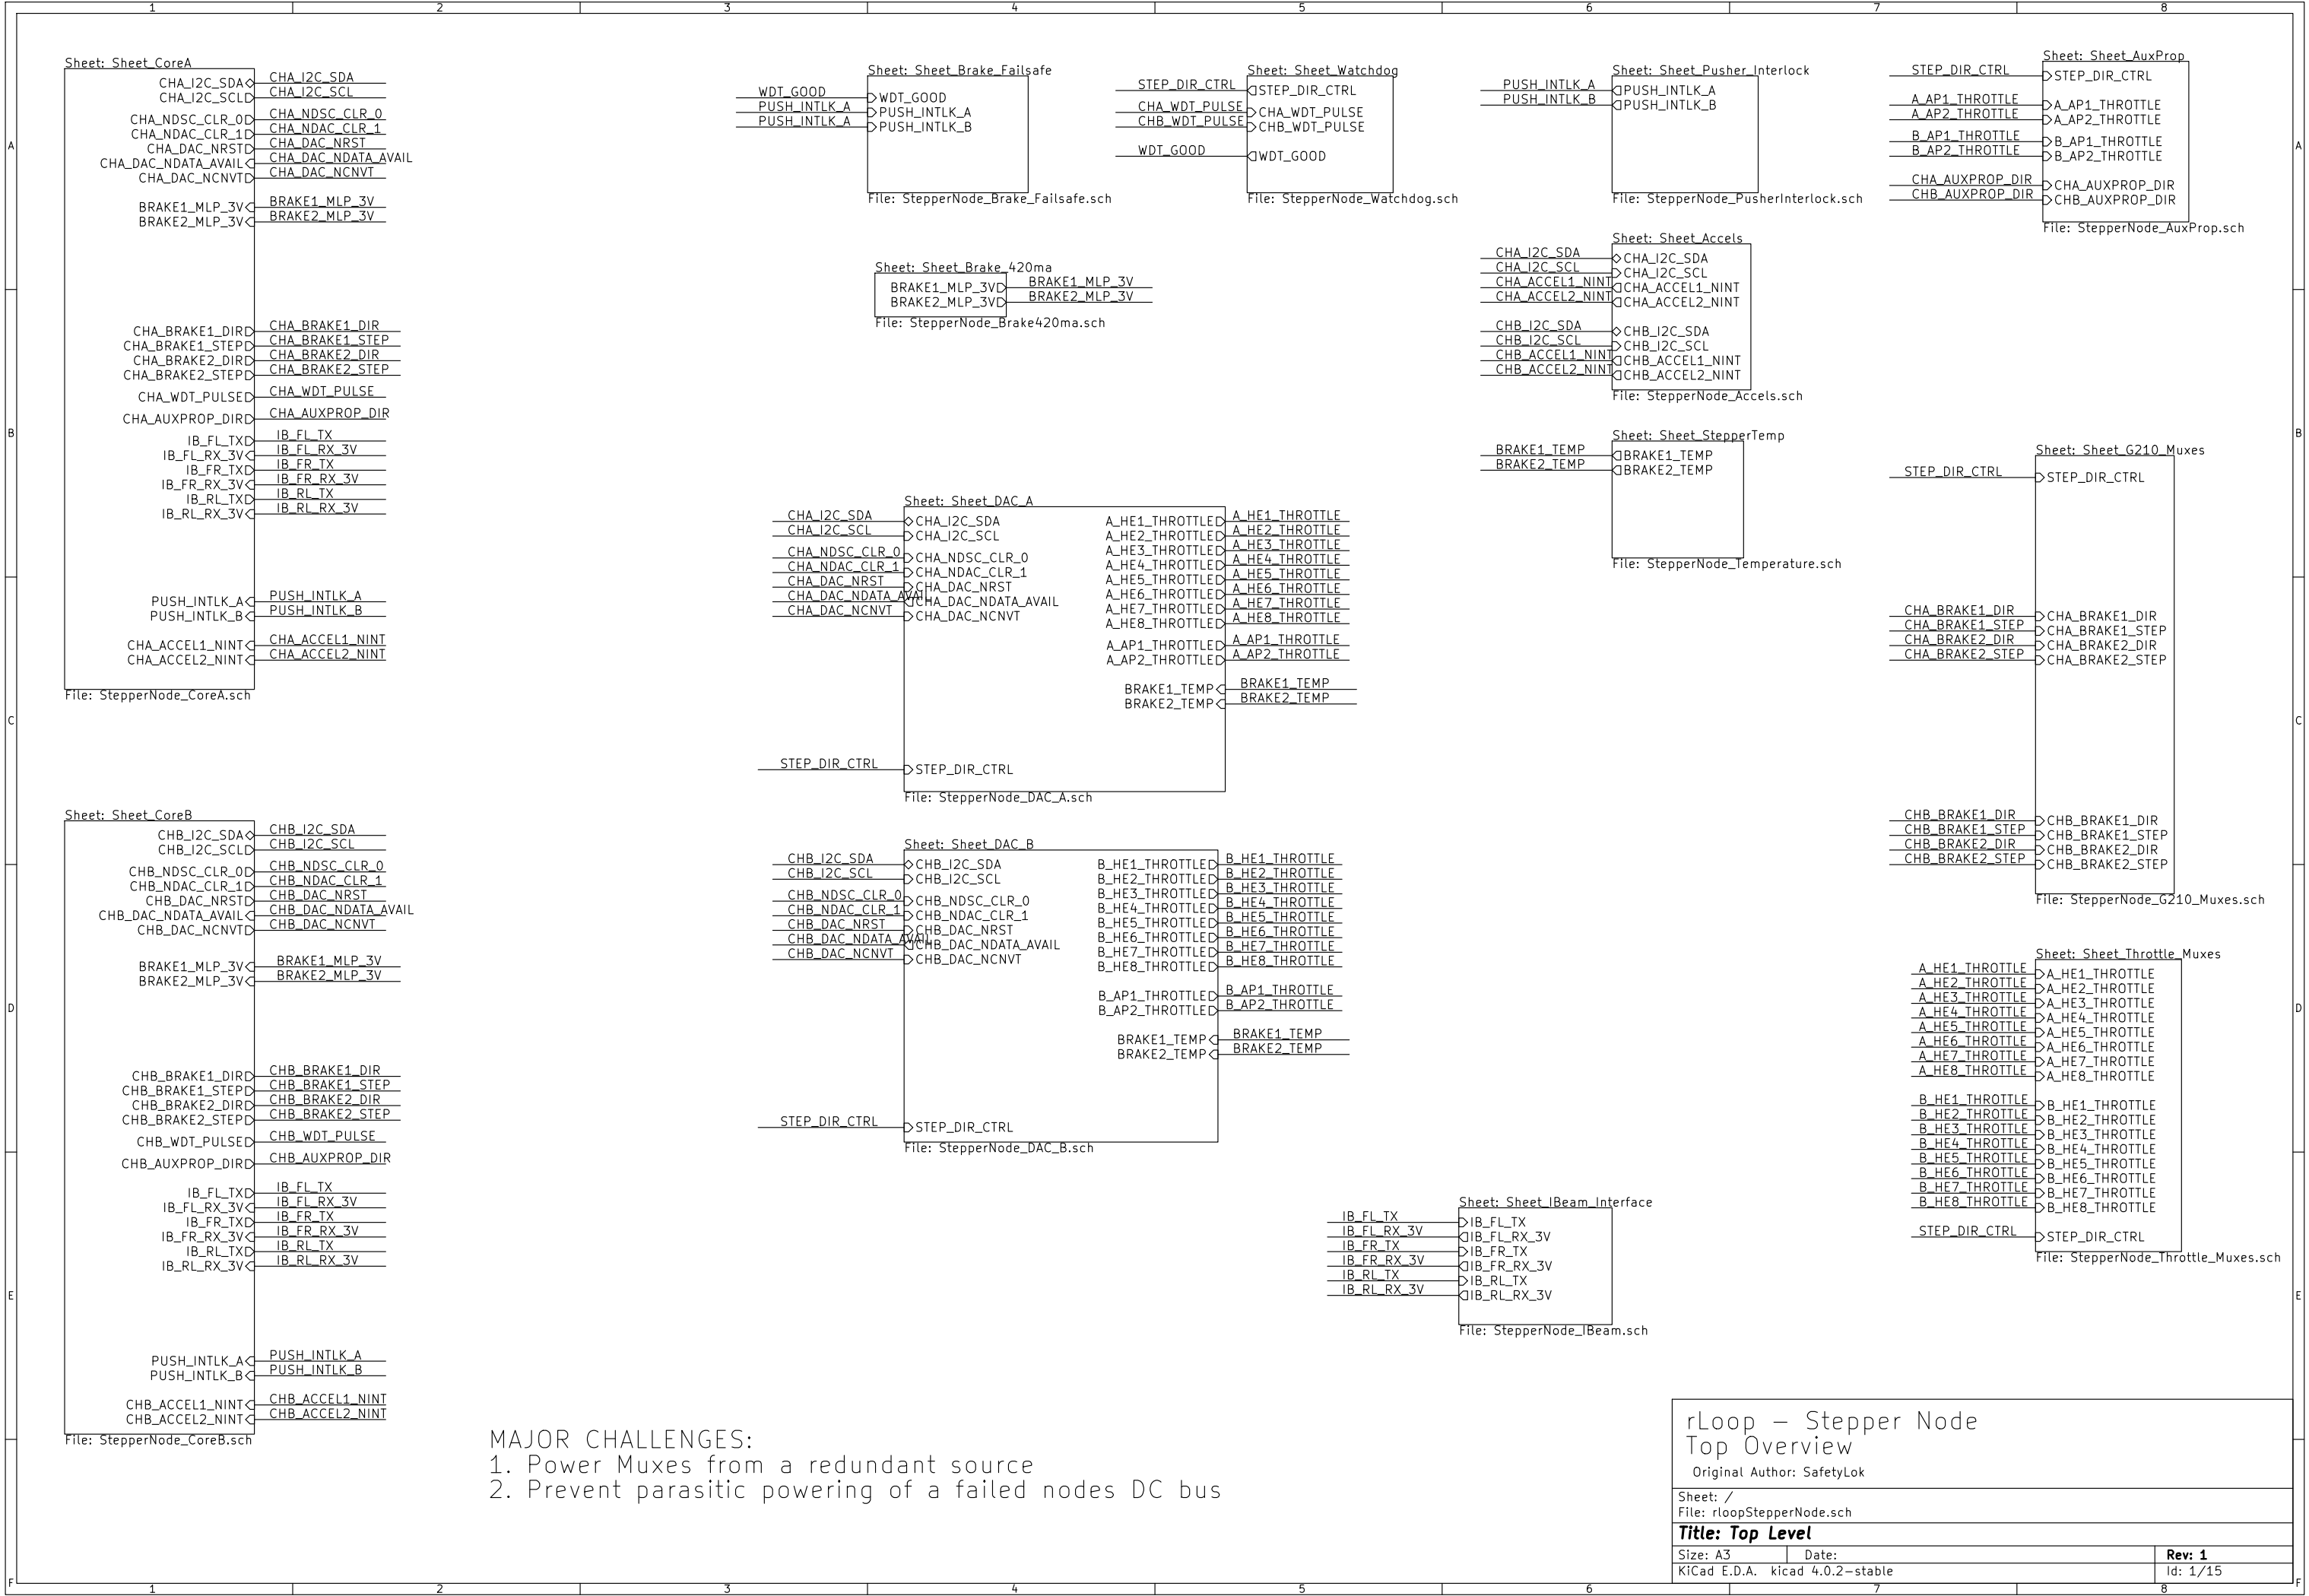 1 2 3 4 5 6 7 8
A
B
C
D
E
F
Sheet: Sheet_CoreA
CHA_I2C_SDA CHA_I2C_SDA
CHA_I2C_SCL CHA_I2C_SCL
CHA_NDSC_CLR_0 CHA_NDSC_CLR_0
CHA_NDAC_CLR_1 CHA_NDAC_CLR_1
CHA_DAC_NRST CHA_DAC_NRST
CHA_DAC_NDATA_AVAIL CHA_DAC_NDATA_AVAIL
CHA_DAC_NCNVT CHA_DAC_NCNVT
BRAKE1_MLP_3V BRAKE1_MLP_3V
BRAKE2_MLP_3V BRAKE2_MLP_3V
CHA_BRAKE1_DIR CHA_BRAKE1_DIR
CHA_BRAKE1_STEP CHA_BRAKE1_STEP
CHA_BRAKE2_DIR CHA_BRAKE2_DIR
CHA_BRAKE2_STEP CHA_BRAKE2_STEP
CHA_WDT_PULSE CHA_WDT_PULSE
CHA_AUXPROP_DIR CHA_AUXPROP_DIR
IB_FL_TX IB_FL_TX
IB_FL_RX_3V IB_FL_RX_3V
IB_FR_TX IB_FR_TX
IB_FR_RX_3V IB_FR_RX_3V
IB_RL_TX IB_RL_TX
IB_RL_RX_3V IB_RL_RX_3V
PUSH_INTLK_A PUSH_INTLK_A
PUSH_INTLK_B PUSH_INTLK_B
CHA_ACCEL1_NINT CHA_ACCEL1_NINT
CHA_ACCEL2_NINT CHA_ACCEL2_NINT
File: StepperNode_CoreA.sch
Sheet: Sheet_CoreB
CHB_I2C_SDA CHB_I2C_SDA
CHB_I2C_SCL CHB_I2C_SCL
CHB_NDSC_CLR_0 CHB_NDSC_CLR_0
CHB_NDAC_CLR_1 CHB_NDAC_CLR_1
CHB_DAC_NRST CHB_DAC_NRST
CHB_DAC_NDATA_AVAIL CHB_DAC_NDATA_AVAIL
CHB_DAC_NCNVT CHB_DAC_NCNVT
BRAKE1_MLP_3V BRAKE1_MLP_3V
BRAKE2_MLP_3V BRAKE2_MLP_3V
CHB_BRAKE1_DIR CHB_BRAKE1_DIR
CHB_BRAKE1_STEP CHB_BRAKE1_STEP
CHB_BRAKE2_DIR CHB_BRAKE2_DIR
CHB_BRAKE2_STEP CHB_BRAKE2_STEP
CHB_WDT_PULSE CHB_WDT_PULSE
CHB_AUXPROP_DIR CHB_AUXPROP_DIR
IB_FL_TX IB_FL_TX
IB_FL_RX_3V IB_FL_RX_3V
IB_FR_TX IB_FR_TX
IB_FR_RX_3V IB_FR_RX_3V
IB_RL_TX IB_RL_TX
IB_RL_RX_3V IB_RL_RX_3V
PUSH_INTLK_A PUSH_INTLK_A
PUSH_INTLK_B PUSH_INTLK_B
CHB_ACCEL1_NINT CHB_ACCEL1_NINT
CHB_ACCEL2_NINT CHB_ACCEL2_NINT
File: StepperNode_CoreB.sch
Sheet: Sheet_Brake_Failsafe
WDT_GOOD WDT_GOOD
PUSH_INTLK_A PUSH_INTLK_A
PUSH_INTLK_A PUSH_INTLK_B
File: StepperNode_Brake_Failsafe.sch
Sheet: Sheet_Watchdog
STEP_DIR_CTRL STEP_DIR_CTRL
CHA_WDT_PULSE CHA_WDT_PULSE
CHB_WDT_PULSE CHB_WDT_PULSE
WDT_GOOD WDT_GOOD
File: StepperNode_Watchdog.sch
Sheet: Sheet_Pusher_Interlock
PUSH_INTLK_A PUSH_INTLK_A
PUSH_INTLK_B PUSH_INTLK_B
File: StepperNode_PusherInterlock.sch
Sheet: Sheet_AuxProp
STEP_DIR_CTRL STEP_DIR_CTRL
A_AP1_THROTTLE A_AP1_THROTTLE
A_AP2_THROTTLE A_AP2_THROTTLE
B_AP1_THROTTLE B_AP1_THROTTLE
B_AP2_THROTTLE B_AP2_THROTTLE
CHA_AUXPROP_DIR CHA_AUXPROP_DIR
CHB_AUXPROP_DIR CHB_AUXPROP_DIR
File: StepperNode_AuxProp.sch
Sheet: Sheet_Brake_420ma
BRAKE1_MLP_3V BRAKE1_MLP_3V
BRAKE2_MLP_3V BRAKE2_MLP_3V
File: StepperNode_Brake420ma.sch
Sheet: Sheet_Accels
CHA_I2C_SDA CHA_I2C_SDA
CHA_I2C_SCL CHA_I2C_SCL
CHA_ACCEL1_NINT CHA_ACCEL1_NINT
CHA_ACCEL2_NINT CHA_ACCEL2_NINT
CHB_I2C_SDA CHB_I2C_SDA
CHB_I2C_SCL CHB_I2C_SCL
CHB_ACCEL1_NINT CHB_ACCEL1_NINT
CHB_ACCEL2_NINT CHB_ACCEL2_NINT
File: StepperNode_Accels.sch
Sheet: Sheet_StepperTemp
BRAKE1_TEMP BRAKE1_TEMP
BRAKE2_TEMP BRAKE2_TEMP
File: StepperNode_Temperature.sch
Sheet: Sheet_G210_Muxes
STEP_DIR_CTRL STEP_DIR_CTRL
CHA_BRAKE1_DIR CHA_BRAKE1_DIR
CHA_BRAKE1_STEP CHA_BRAKE1_STEP
CHA_BRAKE2_DIR CHA_BRAKE2_DIR
CHA_BRAKE2_STEP CHA_BRAKE2_STEP
CHB_BRAKE1_DIR CHB_BRAKE1_DIR
CHB_BRAKE1_STEP CHB_BRAKE1_STEP
CHB_BRAKE2_DIR CHB_BRAKE2_DIR
CHB_BRAKE2_STEP CHB_BRAKE2_STEP
File: StepperNode_G210_Muxes.sch
Sheet: Sheet_DAC_A
CHA_I2C_SDA CHA_I2C_SDA A_HE1_THROTTLE A_HE1_THROTTLE
CHA_I2C_SCL CHA_I2C_SCL A_HE2_THROTTLE A_HE2_THROTTLE
A_HE3_THROTTLE A_HE3_THROTTLE
CHA_NDSC_CLR_0 CHA_NDSC_CLR_0 A_HE4_THROTTLE A_HE4_THROTTLE
CHA_NDAC_CLR_1 CHA_NDAC_CLR_1 A_HE5_THROTTLE A_HE5_THROTTLE
CHA_DAC_NRST CHA_DAC_NRST A_HE6_THROTTLE A_HE6_THROTTLE
CHA_DAC_NDATA_AVAIL CHA_DAC_NDATA_AVAIL A_HE7_THROTTLE A_HE7_THROTTLE
CHA_DAC_NCNVT CHA_DAC_NCNVT A_HE8_THROTTLE A_HE8_THROTTLE
A_AP1_THROTTLE A_AP1_THROTTLE
A_AP2_THROTTLE A_AP2_THROTTLE
BRAKE1_TEMP BRAKE1_TEMP
BRAKE2_TEMP BRAKE2_TEMP
STEP_DIR_CTRL STEP_DIR_CTRL
File: StepperNode_DAC_A.sch
Sheet: Sheet_DAC_B
CHB_I2C_SDA CHB_I2C_SDA B_HE1_THROTTLE B_HE1_THROTTLE
CHB_I2C_SCL CHB_I2C_SCL B_HE2_THROTTLE B_HE2_THROTTLE
B_HE3_THROTTLE B_HE3_THROTTLE
CHB_NDSC_CLR_0 CHB_NDSC_CLR_0 B_HE4_THROTTLE B_HE4_THROTTLE
CHB_NDAC_CLR_1 CHB_NDAC_CLR_1 B_HE5_THROTTLE B_HE5_THROTTLE
CHB_DAC_NRST CHB_DAC_NRST B_HE6_THROTTLE B_HE6_THROTTLE
CHB_DAC_NDATA_AVAIL CHB_DAC_NDATA_AVAIL B_HE7_THROTTLE B_HE7_THROTTLE
CHB_DAC_NCNVT CHB_DAC_NCNVT B_HE8_THROTTLE B_HE8_THROTTLE
B_AP1_THROTTLE B_AP1_THROTTLE
B_AP2_THROTTLE B_AP2_THROTTLE
BRAKE1_TEMP BRAKE1_TEMP
BRAKE2_TEMP BRAKE2_TEMP
STEP_DIR_CTRL STEP_DIR_CTRL
File: StepperNode_DAC_B.sch
Sheet: Sheet_Throttle_Muxes
A_HE1_THROTTLE A_HE1_THROTTLE
A_HE2_THROTTLE A_HE2_THROTTLE
A_HE3_THROTTLE A_HE3_THROTTLE
A_HE4_THROTTLE A_HE4_THROTTLE
A_HE5_THROTTLE A_HE5_THROTTLE
A_HE6_THROTTLE A_HE6_THROTTLE
A_HE7_THROTTLE A_HE7_THROTTLE
A_HE8_THROTTLE A_HE8_THROTTLE
B_HE1_THROTTLE B_HE1_THROTTLE
B_HE2_THROTTLE B_HE2_THROTTLE
B_HE3_THROTTLE B_HE3_THROTTLE
B_HE4_THROTTLE B_HE4_THROTTLE
B_HE5_THROTTLE B_HE5_THROTTLE
B_HE6_THROTTLE B_HE6_THROTTLE
B_HE7_THROTTLE B_HE7_THROTTLE
B_HE8_THROTTLE B_HE8_THROTTLE
STEP_DIR_CTRL STEP_DIR_CTRL
File: StepperNode_Throttle_Muxes.sch
Sheet: Sheet_IBeam_Interface
IB_FL_TX IB_FL_TX
IB_FL_RX_3V IB_FL_RX_3V
IB_FR_TX IB_FR_TX
IB_FR_RX_3V IB_FR_RX_3V
IB_RL_TX IB_RL_TX
IB_RL_RX_3V IB_RL_RX_3V
File: StepperNode_IBeam.sch
MAJOR CHALLENGES:
1. Power Muxes from a redundant source
2. Prevent parasitic powering of a failed nodes DC bus
rLoop – Stepper Node
Top Overview
Original Author: SafetyLok
Sheet: /
File: rloopStepperNode.sch
Title: Top Level
Size: A3 Date: Rev: 1
KiCad E.D.A. kicad 4.0.2-stable Id: 1/15
A
B
C
D
E
F
1 2 3 4 5 6 7 8